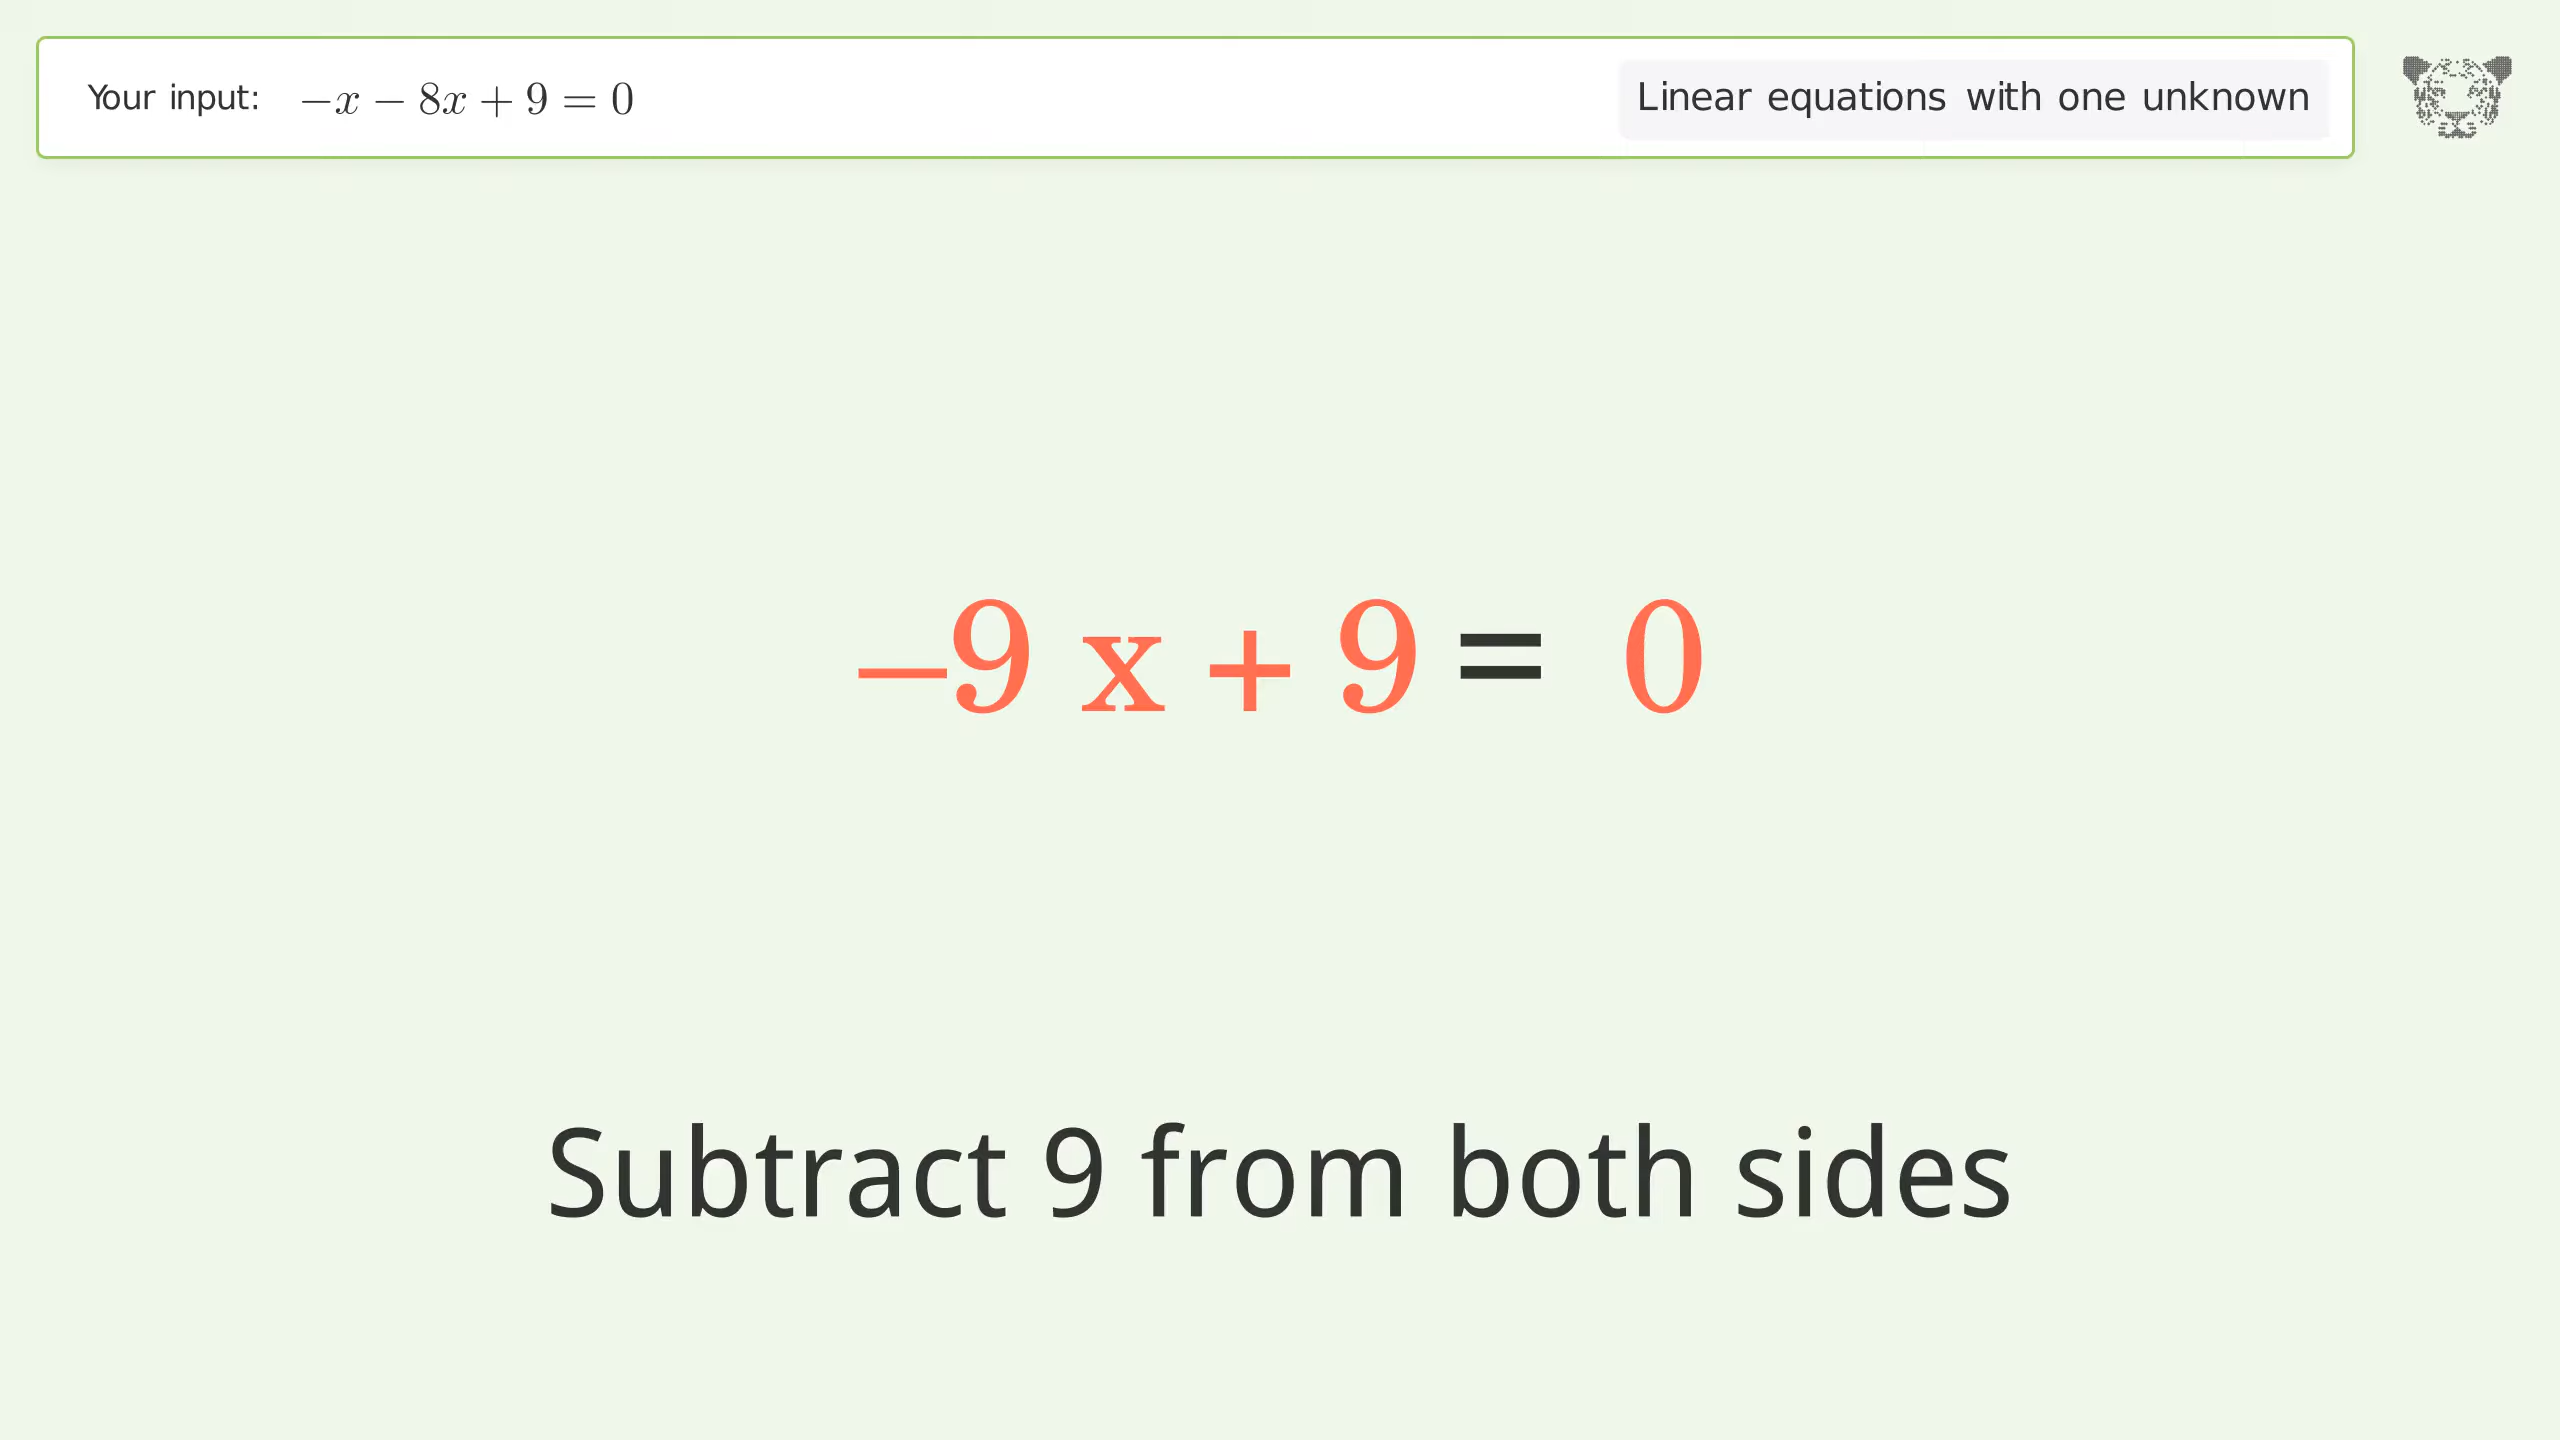 Your input: −x − 8x + 9 = 0
Linear equations with one unknown
−9 x + 9 = 0
Subtract 9 from both sides